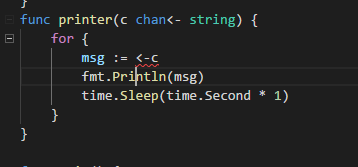 }
func printer(c chan<- string) {
for {
msg := <-c
fmt.Println(msg)
time.Sleep(time.Second * 1)
}
}